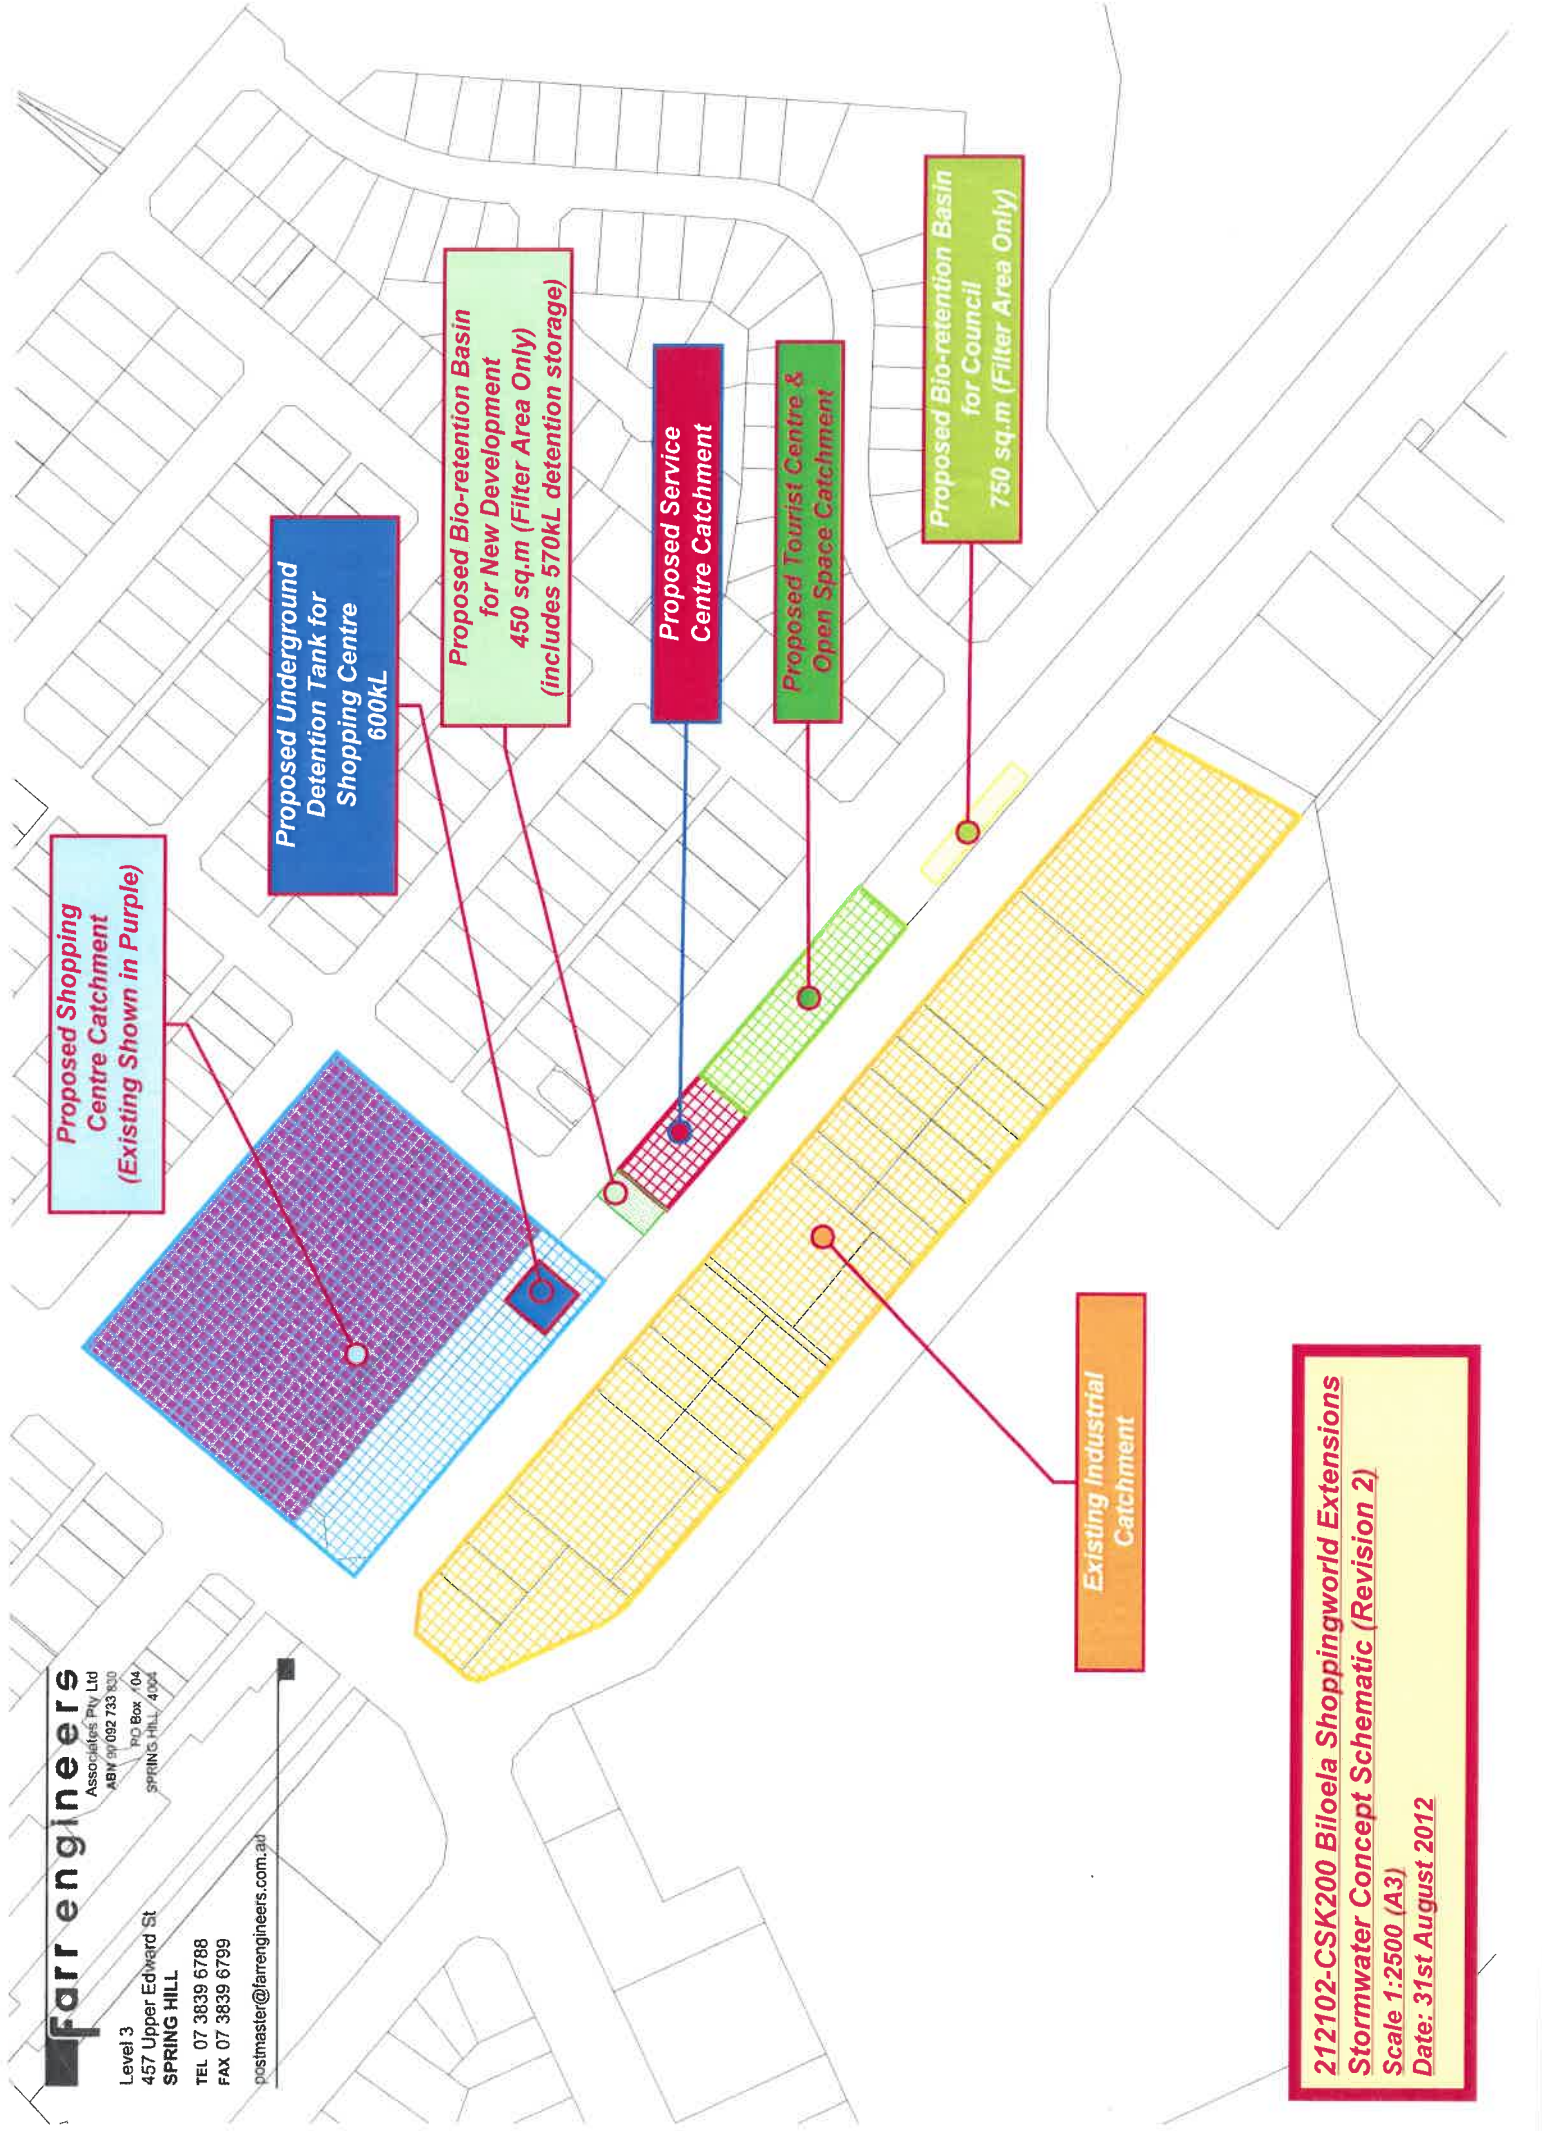 farr engineers
Associates Pty Ltd
ABN 90 092 733 830
PO Box 104
SPRING HILL 4004
Level 3
457 Upper Edward St
SPRING HILL
TEL 07 3839 6788
FAX 07 3839 6799
postmaster@farrengineers.com.au
Proposed Shopping
Centre Catchment
(Existing Shown in Purple)
Proposed Underground
Detention Tank for
Shopping Centre
600kL
Proposed Bio-retention Basin
for New Development
450 sq.m (Filter Area Only)
(includes 570kL detention storage)
Proposed Service
Centre Catchment
Proposed Tourist Centre &
Open Space Catchment
Proposed Bio-retention Basin
for Council
750 sq.m (Filter Area Only)
Existing Industrial
Catchment
212102-CSK200 Biloela Shoppingworld Extensions
Stormwater Concept Schematic (Revision 2)
Scale 1:2500 (A3)
Date: 31st August 2012